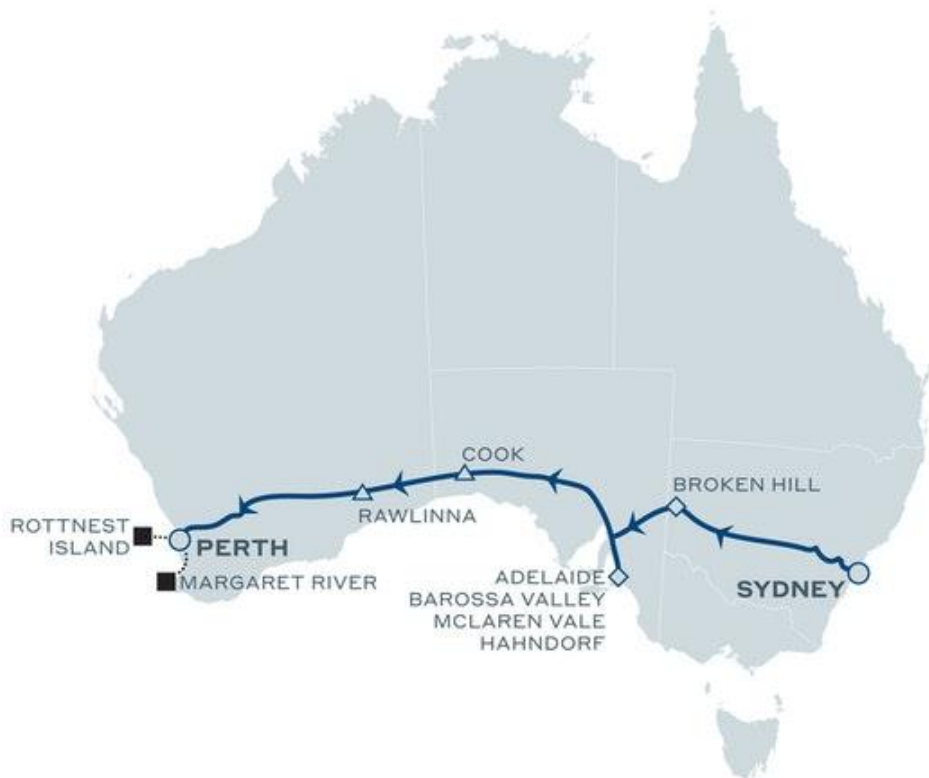 COOK
BROKEN HILL
RAWLINNA
ROTTNEST
ISLAND
PERTH
MARGARET RIVER
ADELAIDE
BAROSSA VALLEY
MCLAREN VALE
HAHNDORF
SYDNEY